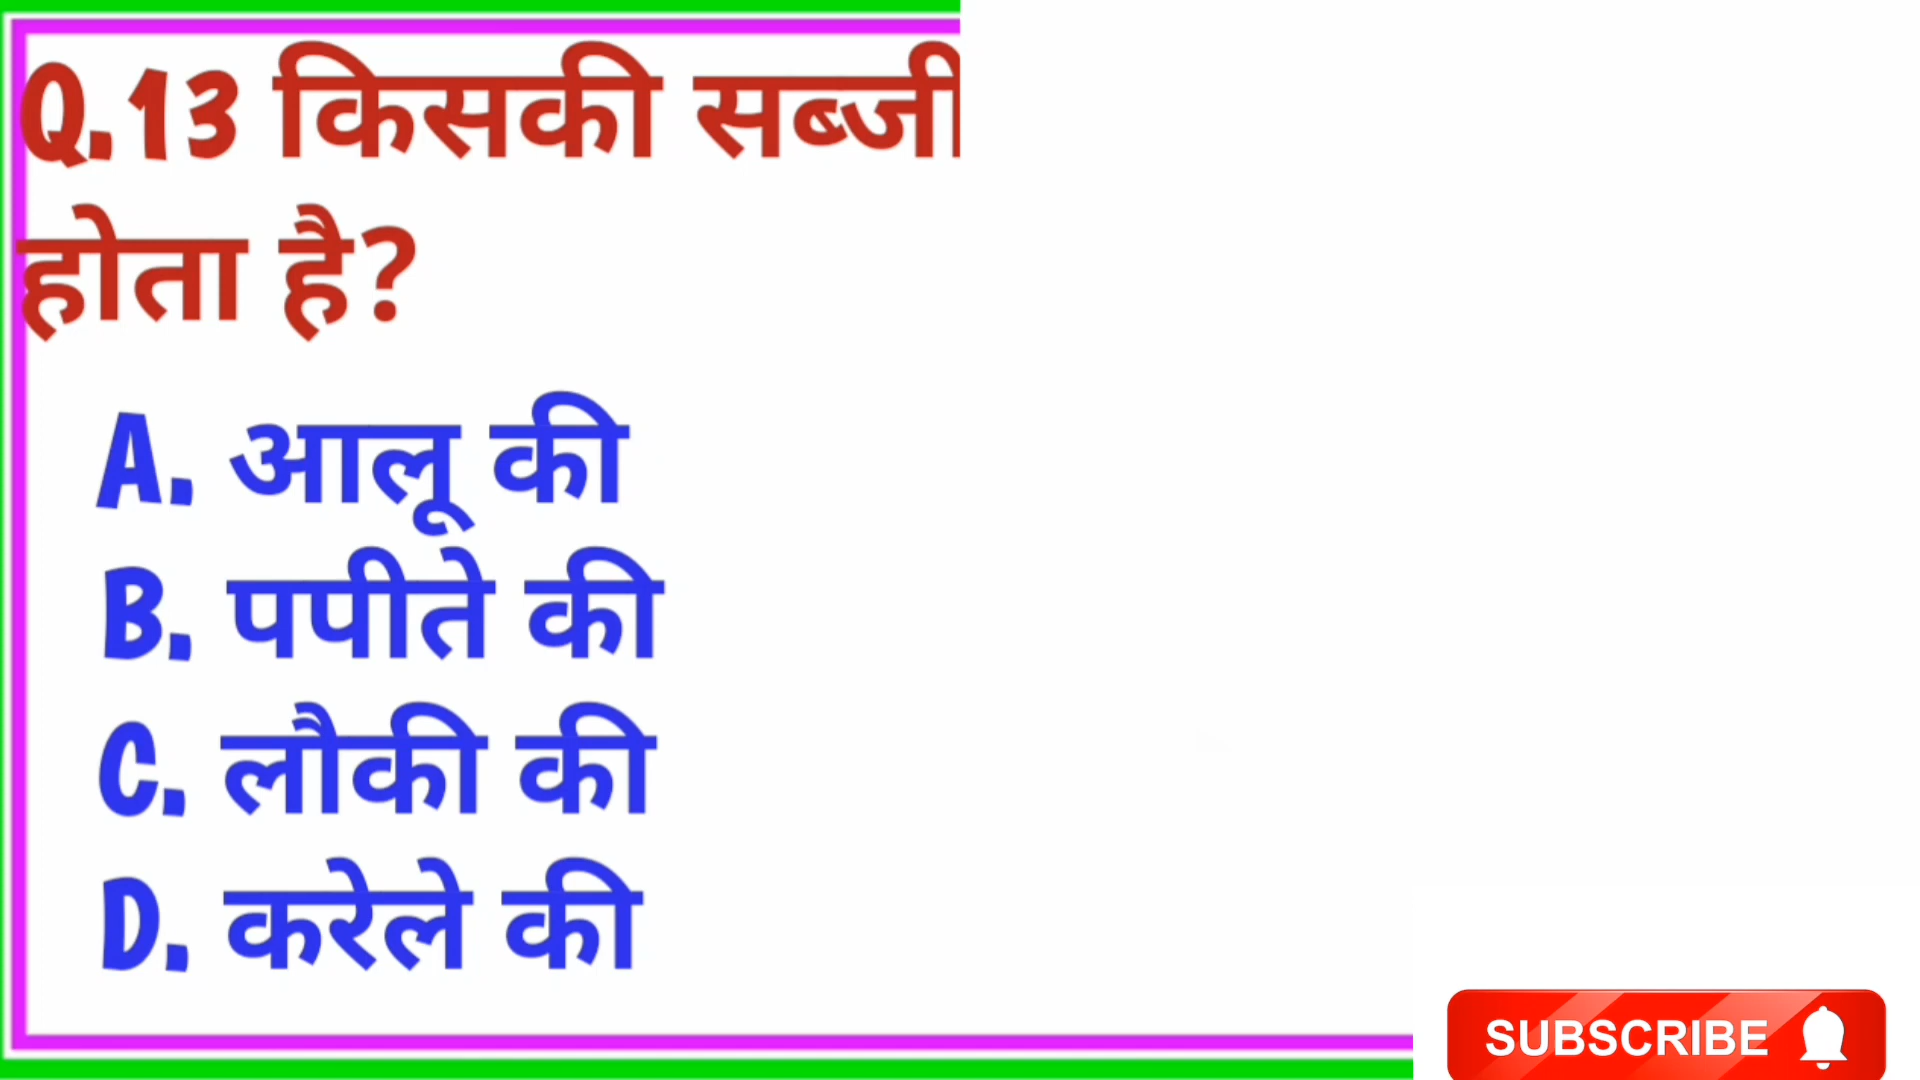 Q.13 किसकी सब्जी
होता है?
A. आलू की
B. पपीते की
C. लौकी की
D. करेले की
SUBSCRIBE